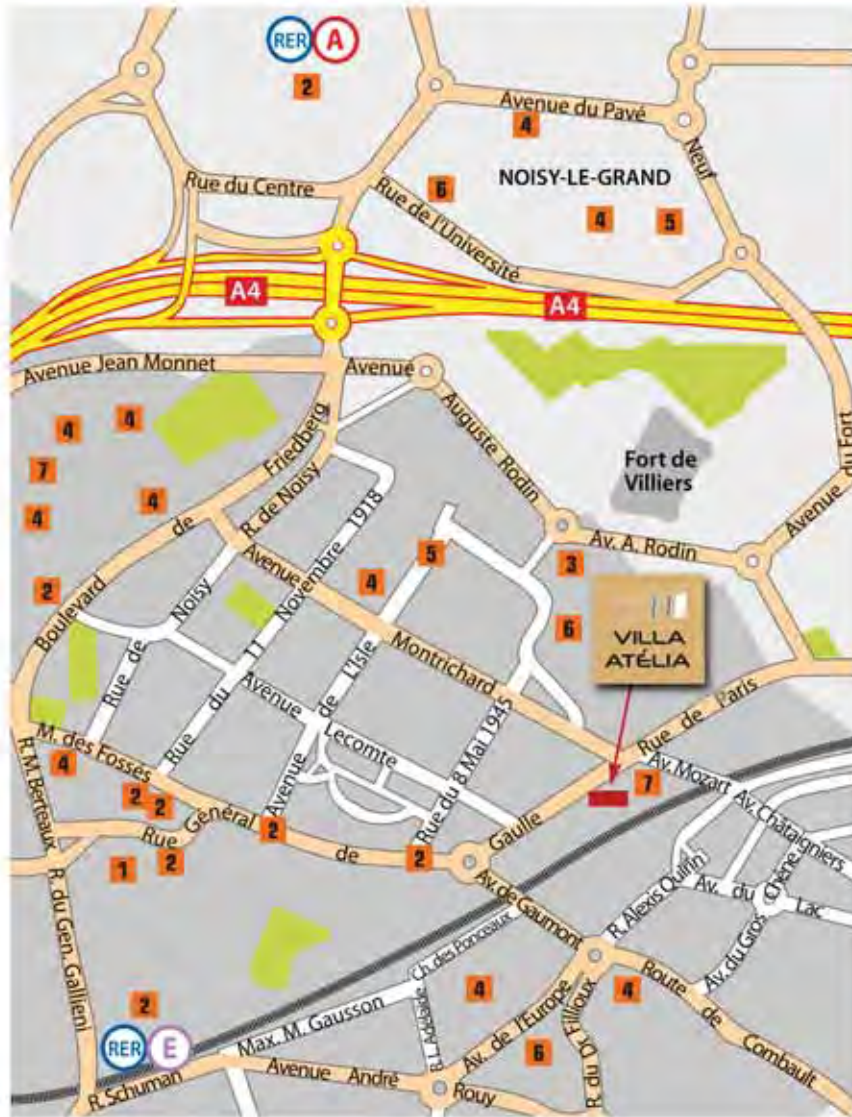 RER A
2
Avenue du Pavé
Neuf
4
NOISY-LE-GRAND
Rue du Centre
6
Rue de l'Université
4
5
A4
A4
Avenue Jean Monnet
Avenue
Auguste Rodin
Friedberg
4
4
R. de Noisy
7
Fort de
Villiers
Avenue du Fort
4
4
de
1918
5
Av. A. Rodin
3
Avenue
Novembre
4
2
Boulevard
Noisy
6
VILLA
ATÉLIA
Montrichard
L'Isle
Rue de
11
Rue du
Avenue
de
Lecomte
Rue du 8 Mai 1945
Rue de Paris
M. des Fosses
4
Avenue
Av. Mozart
7
R. M. Berteaux
2
2
Av. Châtaigniers
Rue Général
2
de
Gaulle
2
1
2
R. du Gen. Gallieni
Av. de Gaumont
R. Alexis Quirin
Av. du Lac
Chêne
Av. du Gros
Ch. des Ponceaux
4
4
Route de Combault
2
RER E
Max. M. Gausson
R. L. Adélaïde
Av. de l'Europe
6
R. du Dr. Fillioux
R. Schuman
Avenue André
Rouy